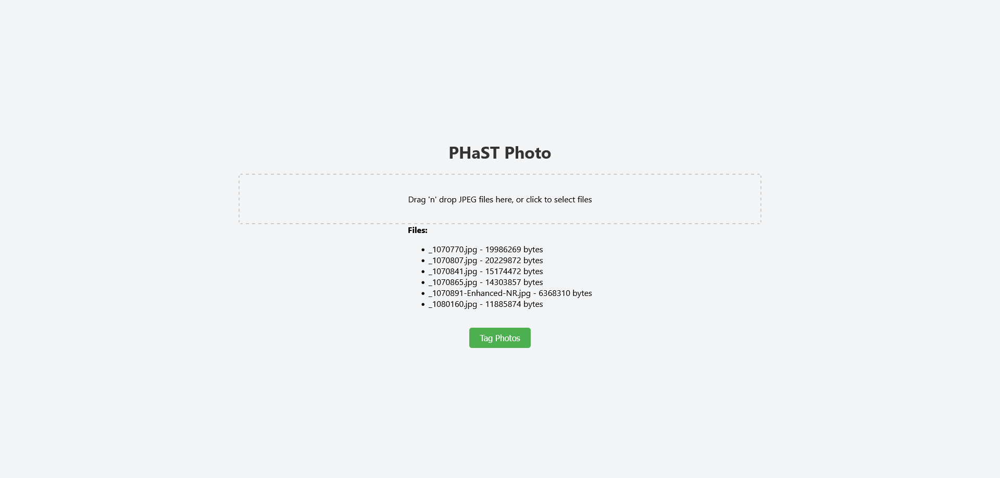 PHaST Photo
Drag 'n' drop JPEG files here, or click to select files
Files:
• _1070770.jpg - 19986269 bytes
• _1070807.jpg - 20229872 bytes
• _1070841.jpg - 15174472 bytes
• _1070865.jpg - 14303857 bytes
• _1070891-Enhanced-NR.jpg - 6368310 bytes
• _1080160.jpg - 11885874 bytes
Tag Photos